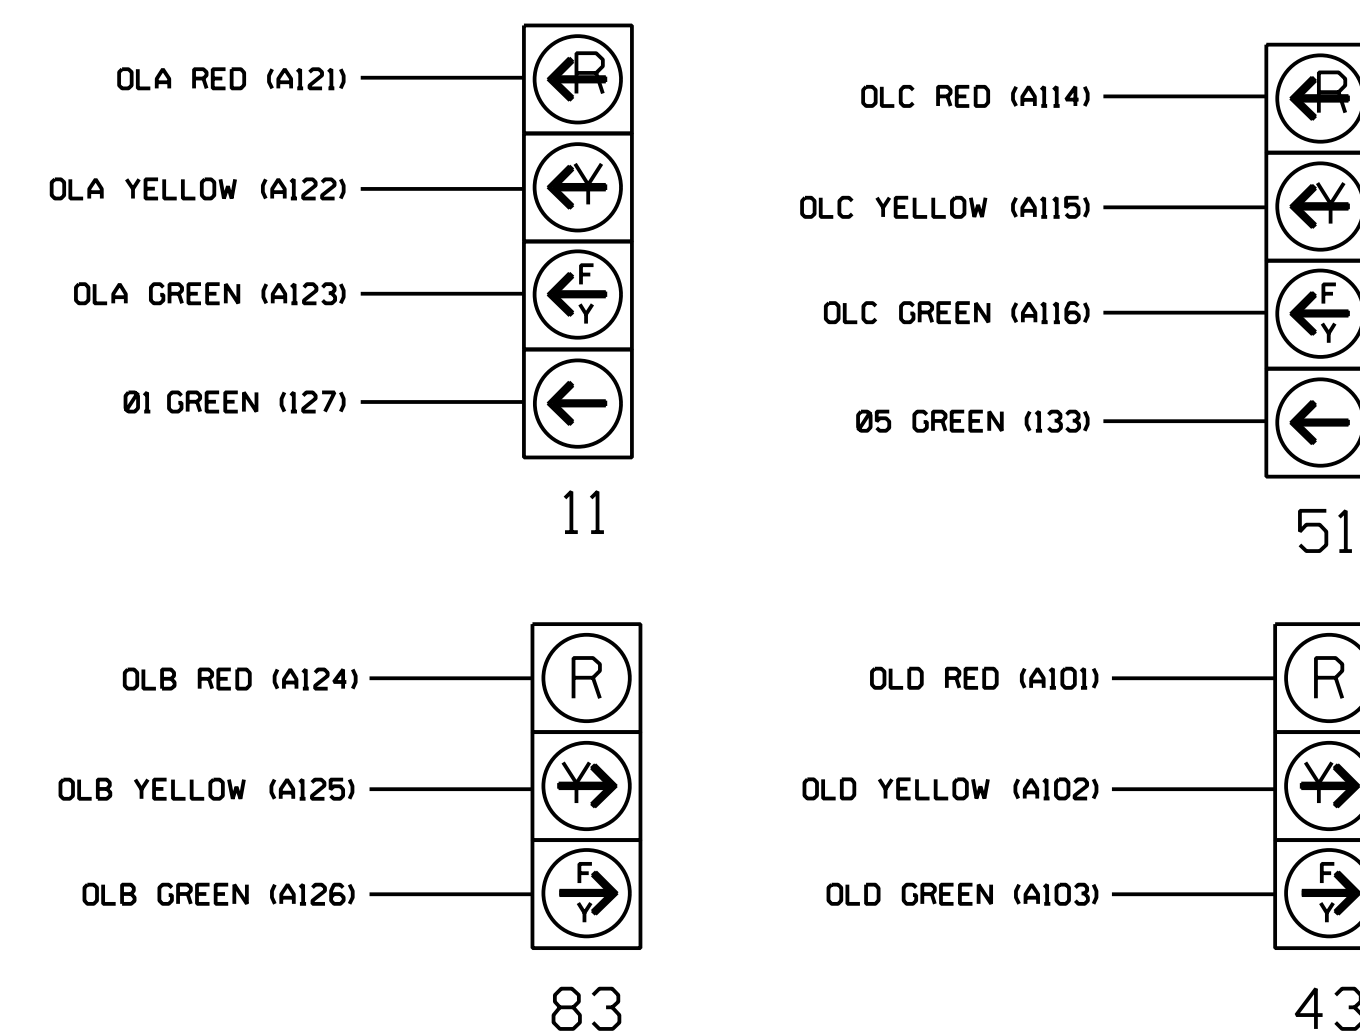 OLA RED (A121)
R
OLA YELLOW (A122)
Y
OLA GREEN (A123)
F
Y
Ø1 GREEN (127)
11
OLC RED (A114)
R
OLC YELLOW (A115)
Y
OLC GREEN (A116)
F
Y
Ø5 GREEN (133)
51
OLB RED (A124)
R
OLB YELLOW (A125)
Y
OLB GREEN (A126)
F
Y
83
OLD RED (A101)
R
OLD YELLOW (A102)
Y
OLD GREEN (A103)
F
Y
43